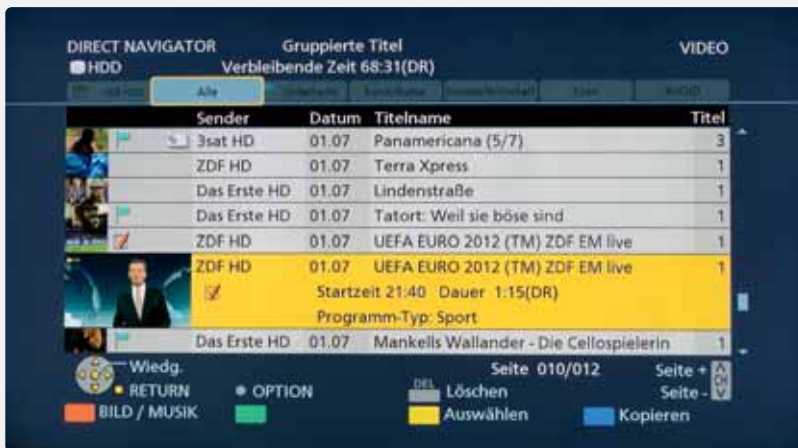 DIRECT NAVIGATOR Gruppierte Titel VIDEO
HDD Verbleibende Zeit 68:31(DR)
Alle
Sender Datum Titelname Titel
3sat HD 01.07 Panamericana (5/7) 3
ZDF HD 01.07 Terra Xpress 1
Das Erste HD 01.07 Lindenstraße 1
Das Erste HD 01.07 Tatort: Weil sie böse sind 1
ZDF HD 01.07 UEFA EURO 2012 (TM) ZDF EM live 1
ZDF HD 01.07 UEFA EURO 2012 (TM) ZDF EM live 1
Startzeit 21:40 Dauer 1:15(DR)
Programm-Typ: Sport
Das Erste HD 01.07 Mankells Wallander - Die Cellospielerin 1
Wiedg. Seite 010/012 Seite +
RETURN OPTION DEL Löschen Seite -
BILD / MUSIK Auswählen Kopieren